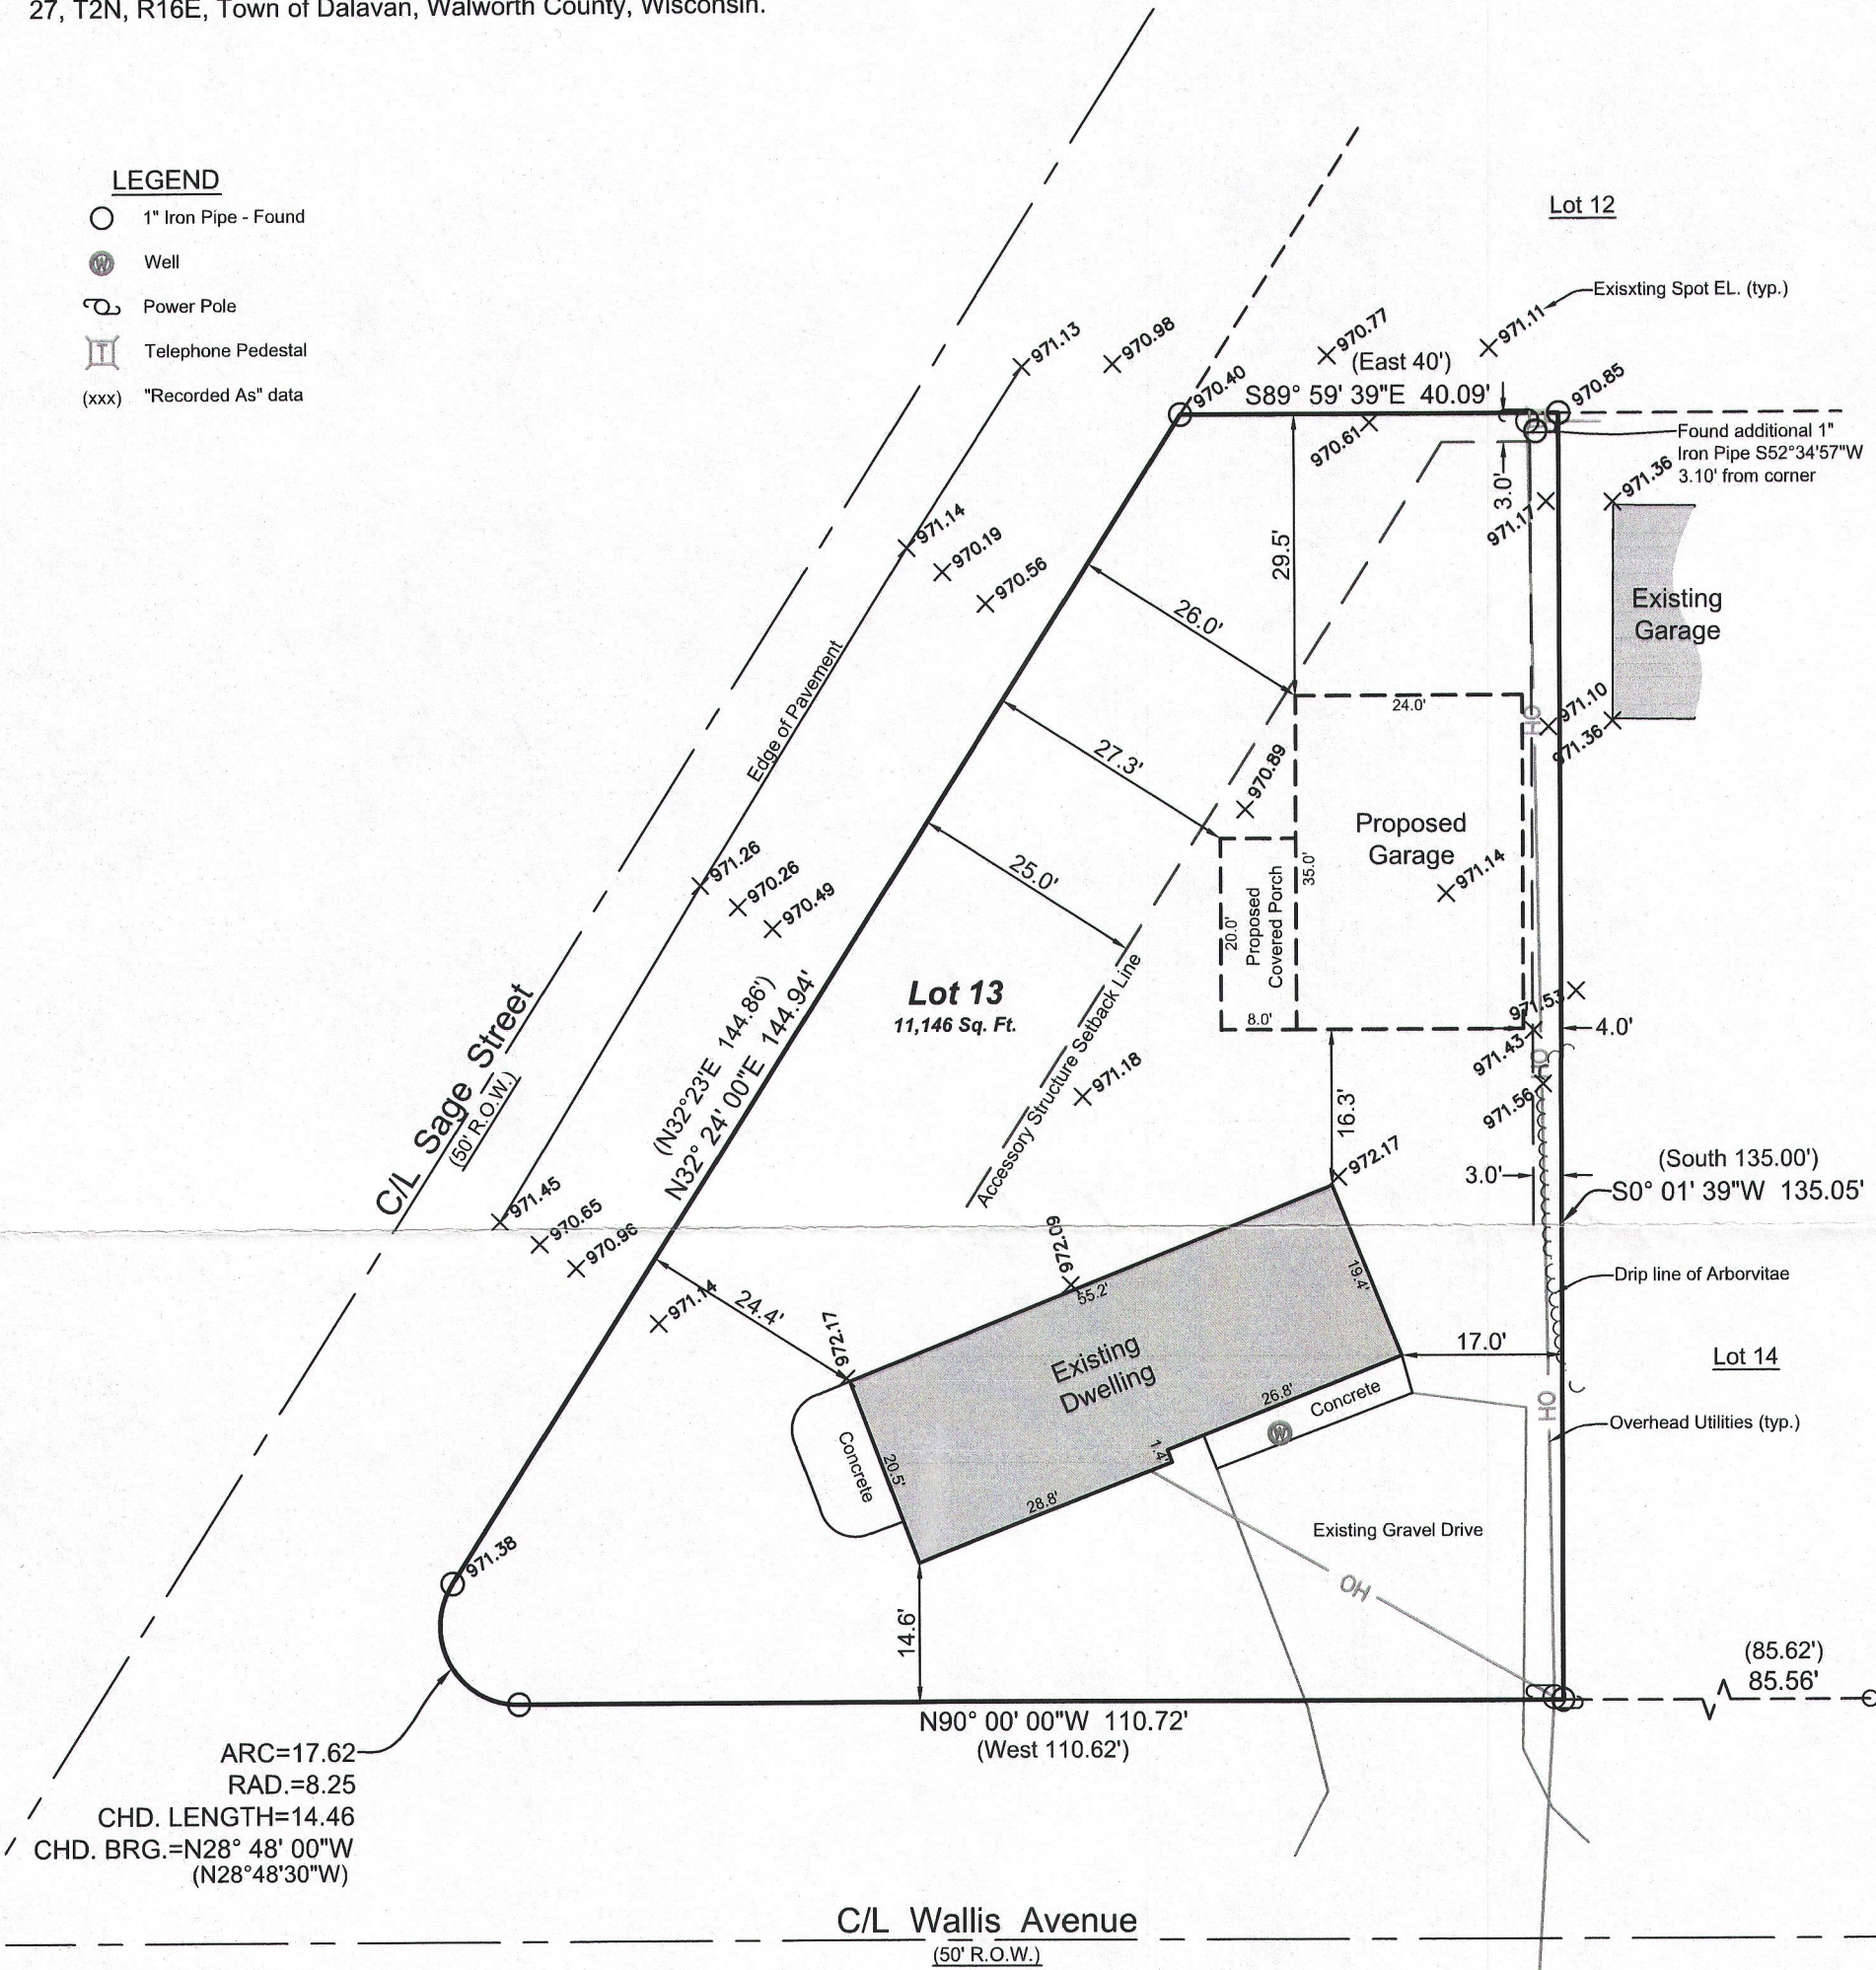 27, T2N, R16E, Town of Dalavan, Walworth County, Wisconsin.
LEGEND
1" Iron Pipe - Found
W
Well
Power Pole
T
Telephone Pedestal
(xxx)
"Recorded As" data
Lot 12
Exisxting Spot EL. (typ.)
971.13
970.98
970.77
971.11
(East 40')
970.40
S89° 59' 39"E 40.09'
970.85
970.61
Found additional 1"
Iron Pipe S52°34'57"W
3.10' from corner
3.0'
971.36
971.17
971.14
970.19
970.56
29.5'
26.0'
Existing
Garage
Edge of Pavement
24.0'
OH
971.10
971.36
27.3'
970.89
Proposed
Garage
971.14
35.0'
25.0'
971.26
970.26
970.49
20.0'
Proposed
Covered Porch
8.0'
Lot 13
11,146 Sq. Ft.
Accessory Structure Setback Line
971.18
971.53
4.0'
971.43
OH
971.56
C/L Sage Street
(50' R.O.W.)
(N32°23'E 144.86')
N32° 24' 00"E 144.94'
16.3'
972.17
3.0'
(South 135.00')
S0° 01' 39"W 135.05'
971.45
970.65
970.96
971.14
24.4'
972.17
972.09
55.2'
19.4'
Drip line of Arborvitae
Existing
Dwelling
17.0'
Lot 14
26.8'
Concrete
W
OH
Overhead Utilities (typ.)
Concrete
20.5'
1.4'
28.8'
Existing Gravel Drive
OH
971.38
14.6'
(85.62')
85.56'
N90° 00' 00"W 110.72'
(West 110.62')
ARC=17.62
RAD.=8.25
CHD. LENGTH=14.46
CHD. BRG.=N28° 48' 00"W
(N28°48'30"W)
C/L Wallis Avenue
(50' R.O.W.)